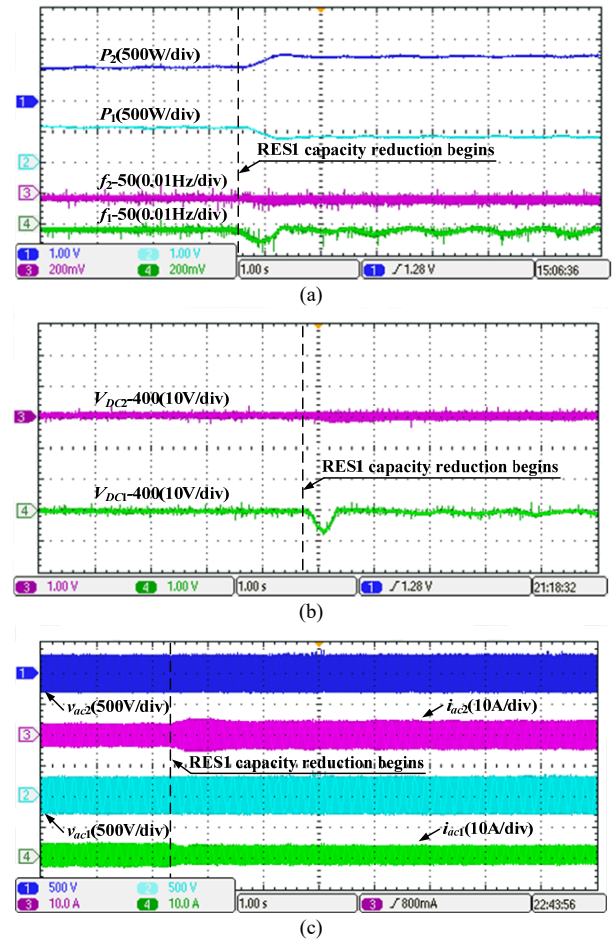 P2(500W/div)
1
P1(500W/div)
RES1 capacity reduction begins
2
f2-50(0.01Hz/div)
3
f1-50(0.01Hz/div)
4
1 1.00 V 2 1.00 V
3 200mV 4 200mV 1.00 s 1 1.28 V 15:06:36
(a)
VDC2-400(10V/div)
3
RES1 capacity reduction begins
VDC1-400(10V/div)
4
3 1.00 V 4 1.00 V 1.00 s 1 1.28 V 21:18:32
(b)
1
vac2(500V/div) iac2(10A/div)
3
RES1 capacity reduction begins
2
vac1(500V/div) iac1(10A/div)
4
1 500 V 2 500 V
3 10.0 A 4 10.0 A 1.00 s 3 800mA 22:43:56
(c)